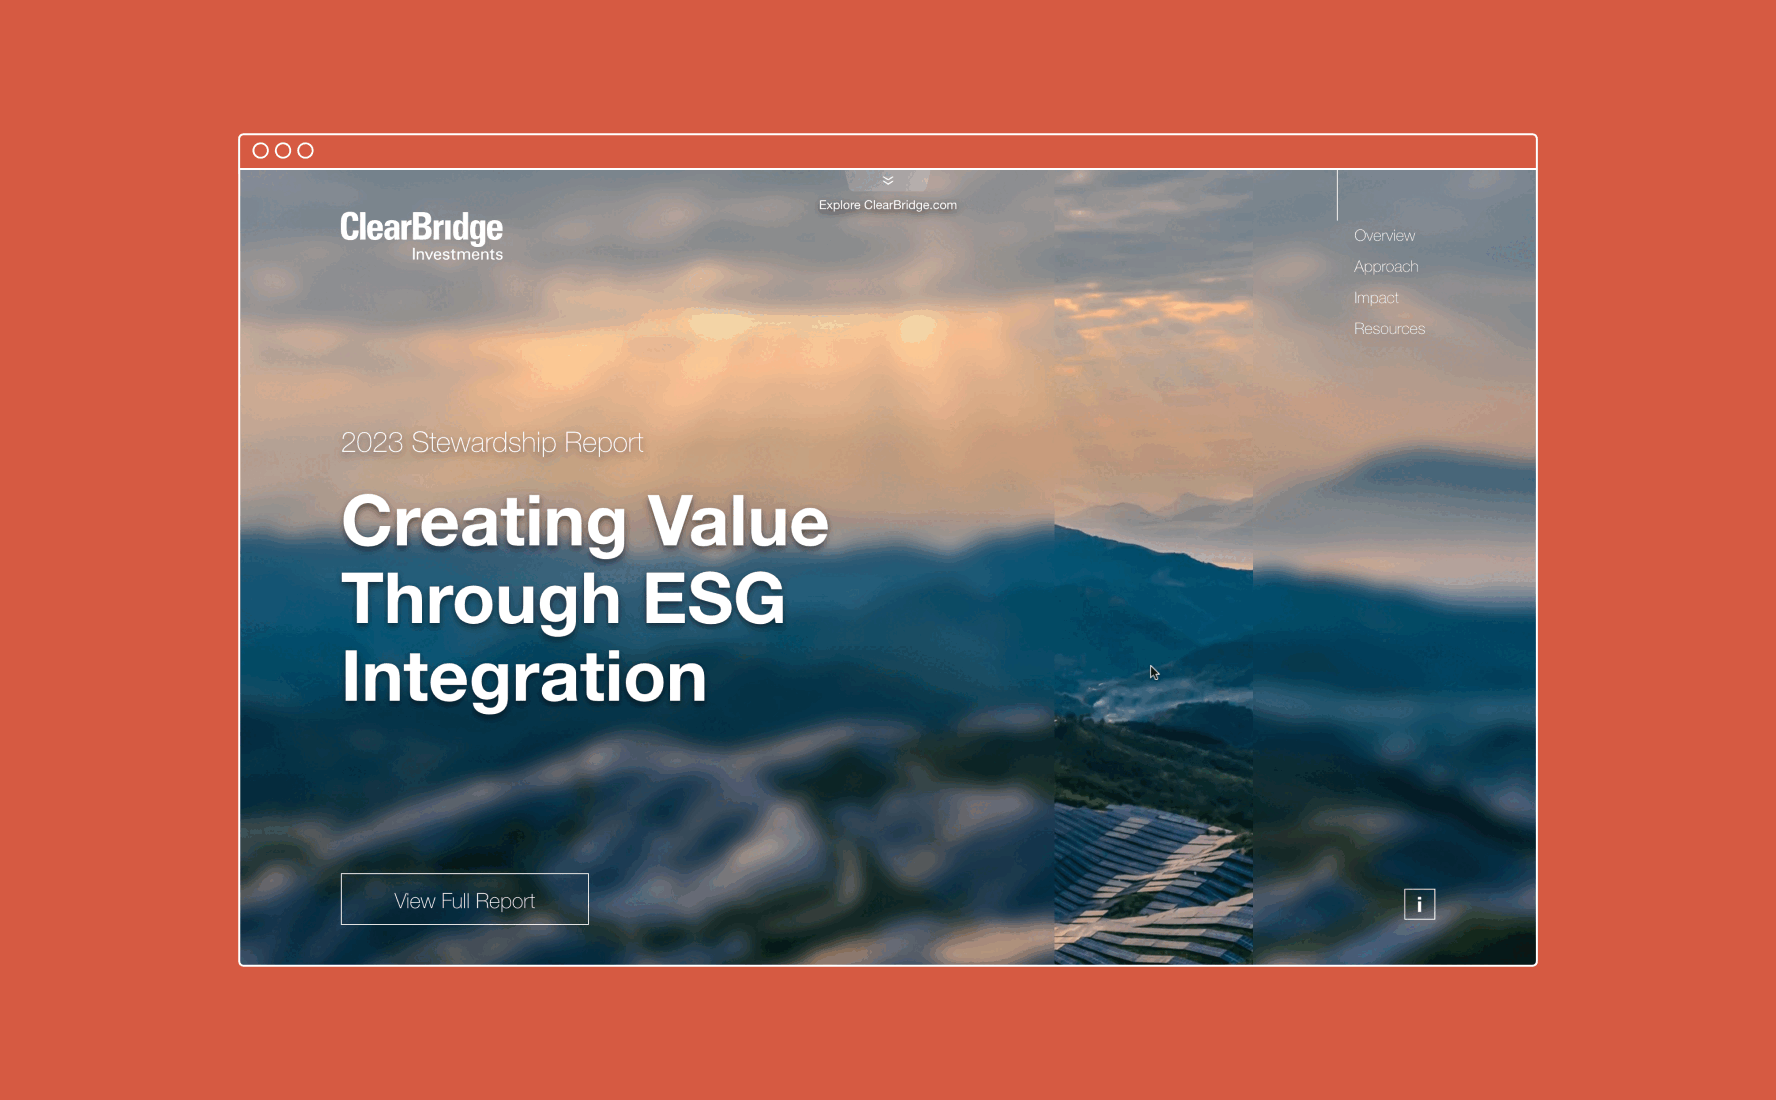 Explore ClearBridge.com
ClearBridge
Investments
Overview
Approach
Impact
Resources
2023 Stewardship Report
Creating Value
Through ESG
Integration
View Full Report
i